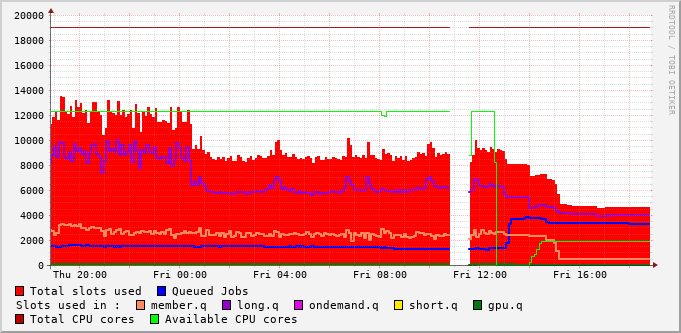 20000
18000
16000
14000
12000
10000
8000
6000
4000
2000
0
Thu 20:00 Fri 00:00 Fri 04:00 Fri 08:00 Fri 12:00 Fri 16:00
Total slots used Queued Jobs
Slots used in : member.q long.q ondemand.q short.q gpu.q
Total CPU cores Available CPU cores
RRDTOOL / TOBI OETIKER